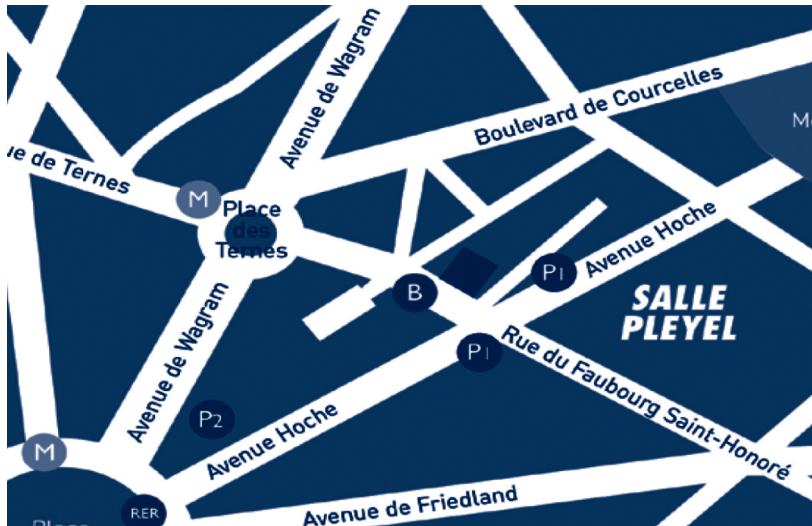 Avenue de Wagram
Boulevard de Courcelles
ue de Ternes
M
Place
des
Ternes
Avenue Hoche
P1
B
SALLE
PLEYEL
Avenue de Wagram
P1
Rue du Faubourg Saint-Honoré
P2
Avenue Hoche
M
RER
Avenue de Friedland